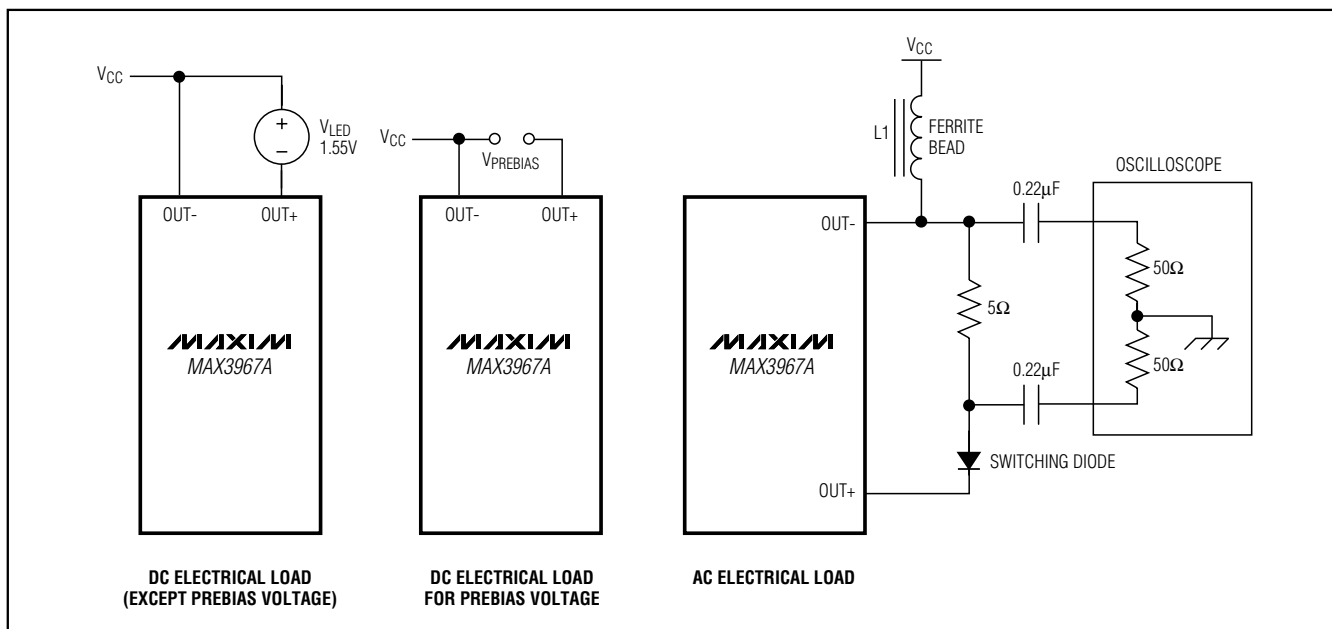 VCC
VLED
1.55V
OUT-
OUT+
MAXIM
MAX3967A
DC ELECTRICAL LOAD
(EXCEPT PREBIAS VOLTAGE)
VCC
VPREBIAS
OUT-
OUT+
MAXIM
MAX3967A
DC ELECTRICAL LOAD
FOR PREBIAS VOLTAGE
VCC
L1
FERRITE
BEAD
OUT-
MAXIM
MAX3967A
OUT+
AC ELECTRICAL LOAD
5Ω
0.22μF
0.22μF
SWITCHING DIODE
OSCILLOSCOPE
50Ω
50Ω